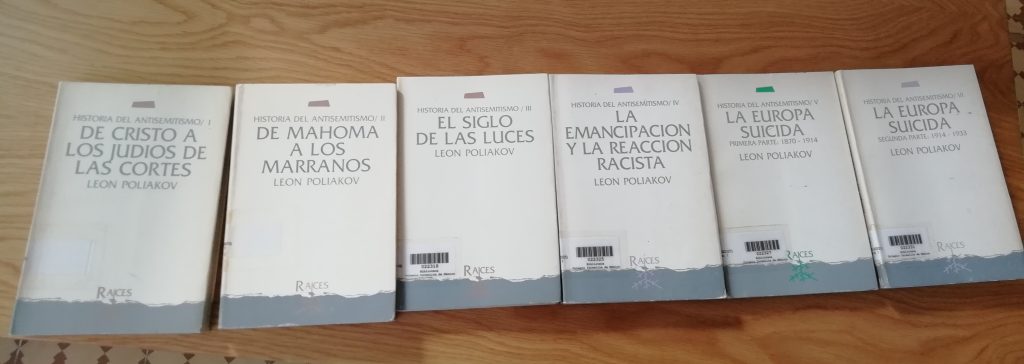 HISTORIA DEL ANTISEMITISMO/ I
DE CRISTO A
LOS JUDIOS DE
LAS CORTES
LEON POLIAKOV
RAICES
HISTORIA DEL ANTISEMITISMO/ II
DE MAHOMA
A LOS
MARRANOS
LEON POLIAKOV
RAICES
HISTORIA DEL ANTISEMITISMO / III
EL SIGLO
DE LAS LUCES
LEON POLIAKOV
022318
RAICES
HISTORIA DEL ANTISEMITISMO/ IV
LA
EMANCIPACION
Y LA REACCION
RACISTA
LEON POLIAKOV
022325
RAICES
HISTORIA DEL ANTISEMITISMO/ V
LA EUROPA
SUICIDA
PRIMERA PARTE: 1870 - 1914
LEON POLIAKOV
RAICES
HISTORIA DEL ANTISEMITISMO/ VI
LA EUROPA
SUICIDA
SEGUNDA PARTE: 1914 - 1933
LEON POLIAKOV
RAICES